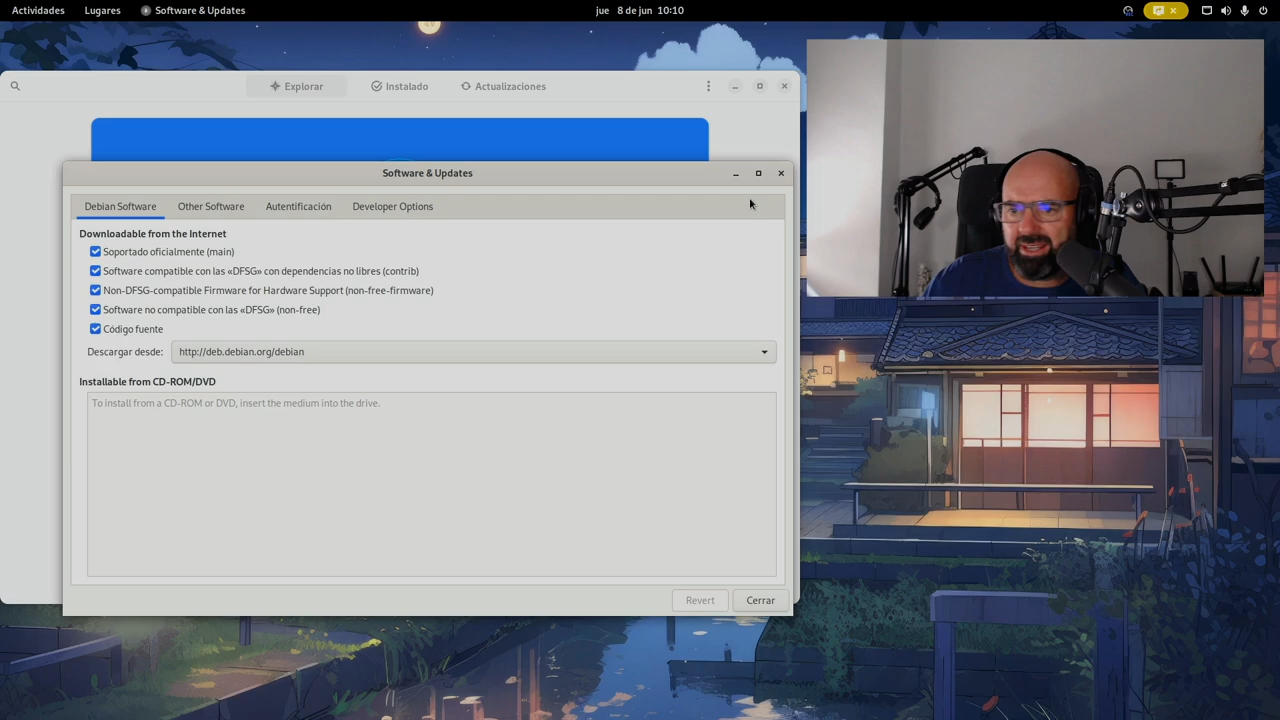 Actividades Lugares Software & Updates jue 8 de jun 10:10
Explorar Instalado Actualizaciones
Software & Updates
Debian Software Other Software Autentificación Developer Options
Downloadable from the Internet
Soportado oficialmente (main)
Software compatible con las «DFSG» con dependencias no libres (contrib)
Non-DFSG-compatible Firmware for Hardware Support (non-free-firmware)
Software no compatible con las «DFSG» (non-free)
Código fuente
Descargar desde: http://deb.debian.org/debian
Installable from CD-ROM/DVD
To install from a CD-ROM or DVD, insert the medium into the drive.
Revert Cerrar